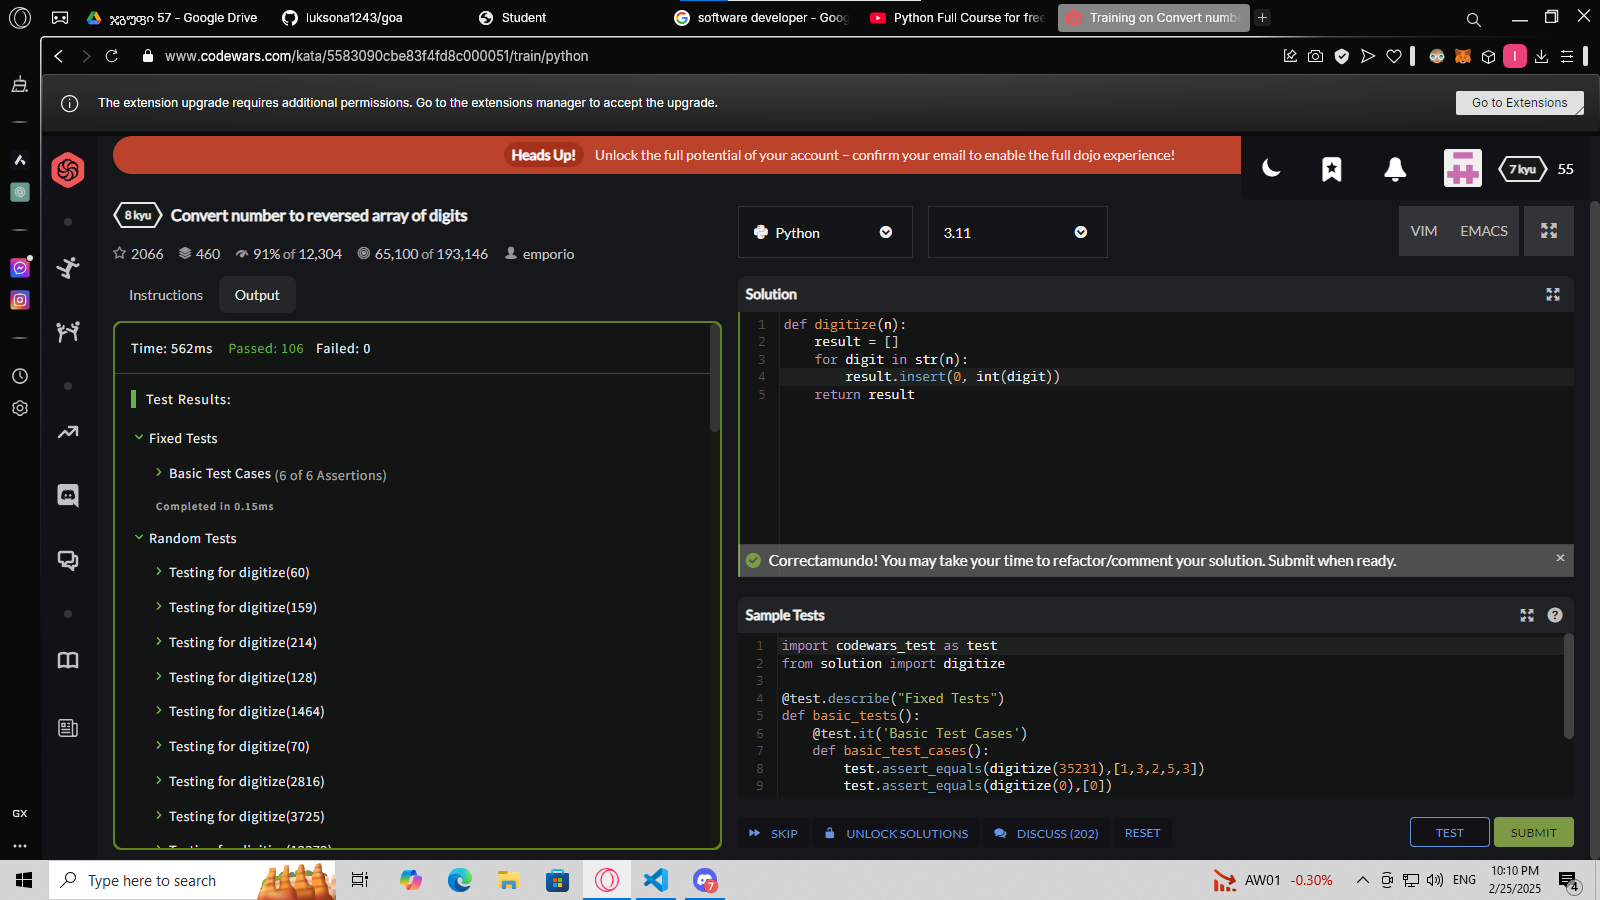 ჯგუფი 57 - Google Drive
luksona1243/goa
Student
software developer - Goog
Python Full Course for free
Training on Convert numb
www.codewars.com/kata/5583090cbe83f4fd8c000051/train/python
The extension upgrade requires additional permissions. Go to the extensions manager to accept the upgrade.
Go to Extensions
Heads Up! Unlock the full potential of your account – confirm your email to enable the full dojo experience!
7 kyu
55
8 kyu
Convert number to reversed array of digits
2066
460
91% of 12,304
65,100 of 193,146
emporio
Instructions
Output
Time: 562ms Passed: 106 Failed: 0
Test Results:
Fixed Tests
Basic Test Cases (6 of 6 Assertions)
Completed in 0.15ms
Random Tests
Testing for digitize(60)
Testing for digitize(159)
Testing for digitize(214)
Testing for digitize(128)
Testing for digitize(1464)
Testing for digitize(70)
Testing for digitize(2816)
Testing for digitize(3725)
Python
3.11
VIM
EMACS
Solution
1 def digitize(n):
2 result = []
3 for digit in str(n):
4 result.insert(0, int(digit))
5 return result
Correctamundo! You may take your time to refactor/comment your solution. Submit when ready.
Sample Tests
1 import codewars_test as test
2 from solution import digitize
3
4 @test.describe("Fixed Tests")
5 def basic_tests():
6 @test.it('Basic Test Cases')
7 def basic_test_cases():
8 test.assert_equals(digitize(35231),[1,3,2,5,3])
9 test.assert_equals(digitize(0),[0])
SKIP
UNLOCK SOLUTIONS
DISCUSS (202)
RESET
TEST
SUBMIT
GX
Type here to search
7
AW01 -0.30%
ENG
10:10 PM
2/25/2025
4